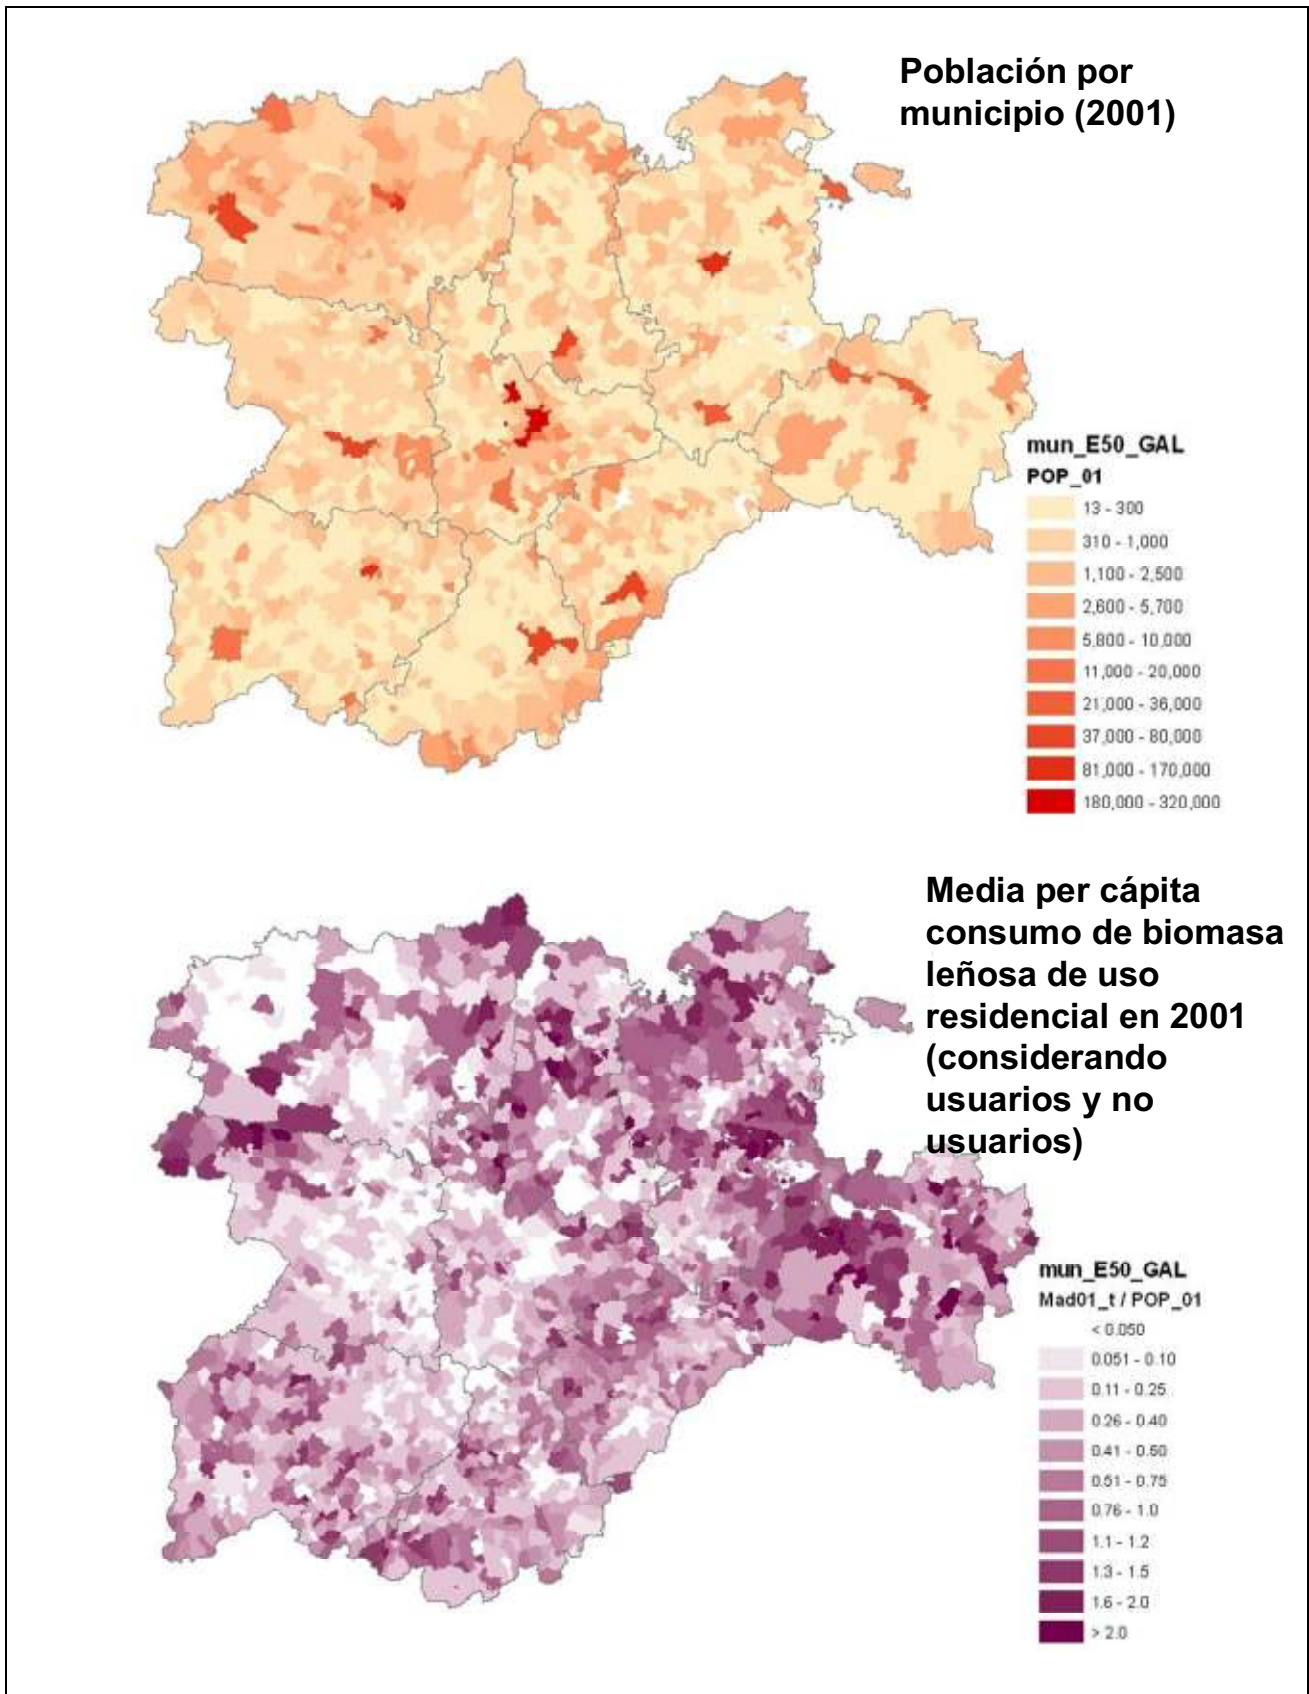 Población por
municipio (2001)
mun_E50_GAL
POP_01
13 - 300
310 - 1,000
1,100 - 2,500
2,600 - 5,700
5,800 - 10,000
11,000 - 20,000
21,000 - 36,000
37,000 - 80,000
81,000 - 170,000
180,000 - 320,000
Media per cápita
consumo de biomasa
leñosa de uso
residencial en 2001
(considerando
usuarios y no
usuarios)
mun_E50_GAL
Mad01_t / POP_01
< 0.050
0.051 - 0.10
0.11 - 0.25
0.26 - 0.40
0.41 - 0.50
0.51 - 0.75
0.76 - 1.0
1.1 - 1.2
1.3 - 1.5
1.6 - 2.0
> 2.0